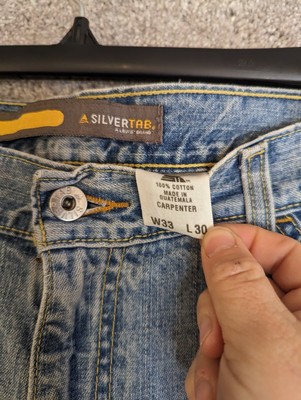 SILVERTAB.
A LEVI'S BRAND
100% COTTON
MADE IN
GUATEMALA
CARPENTER
W33 L30